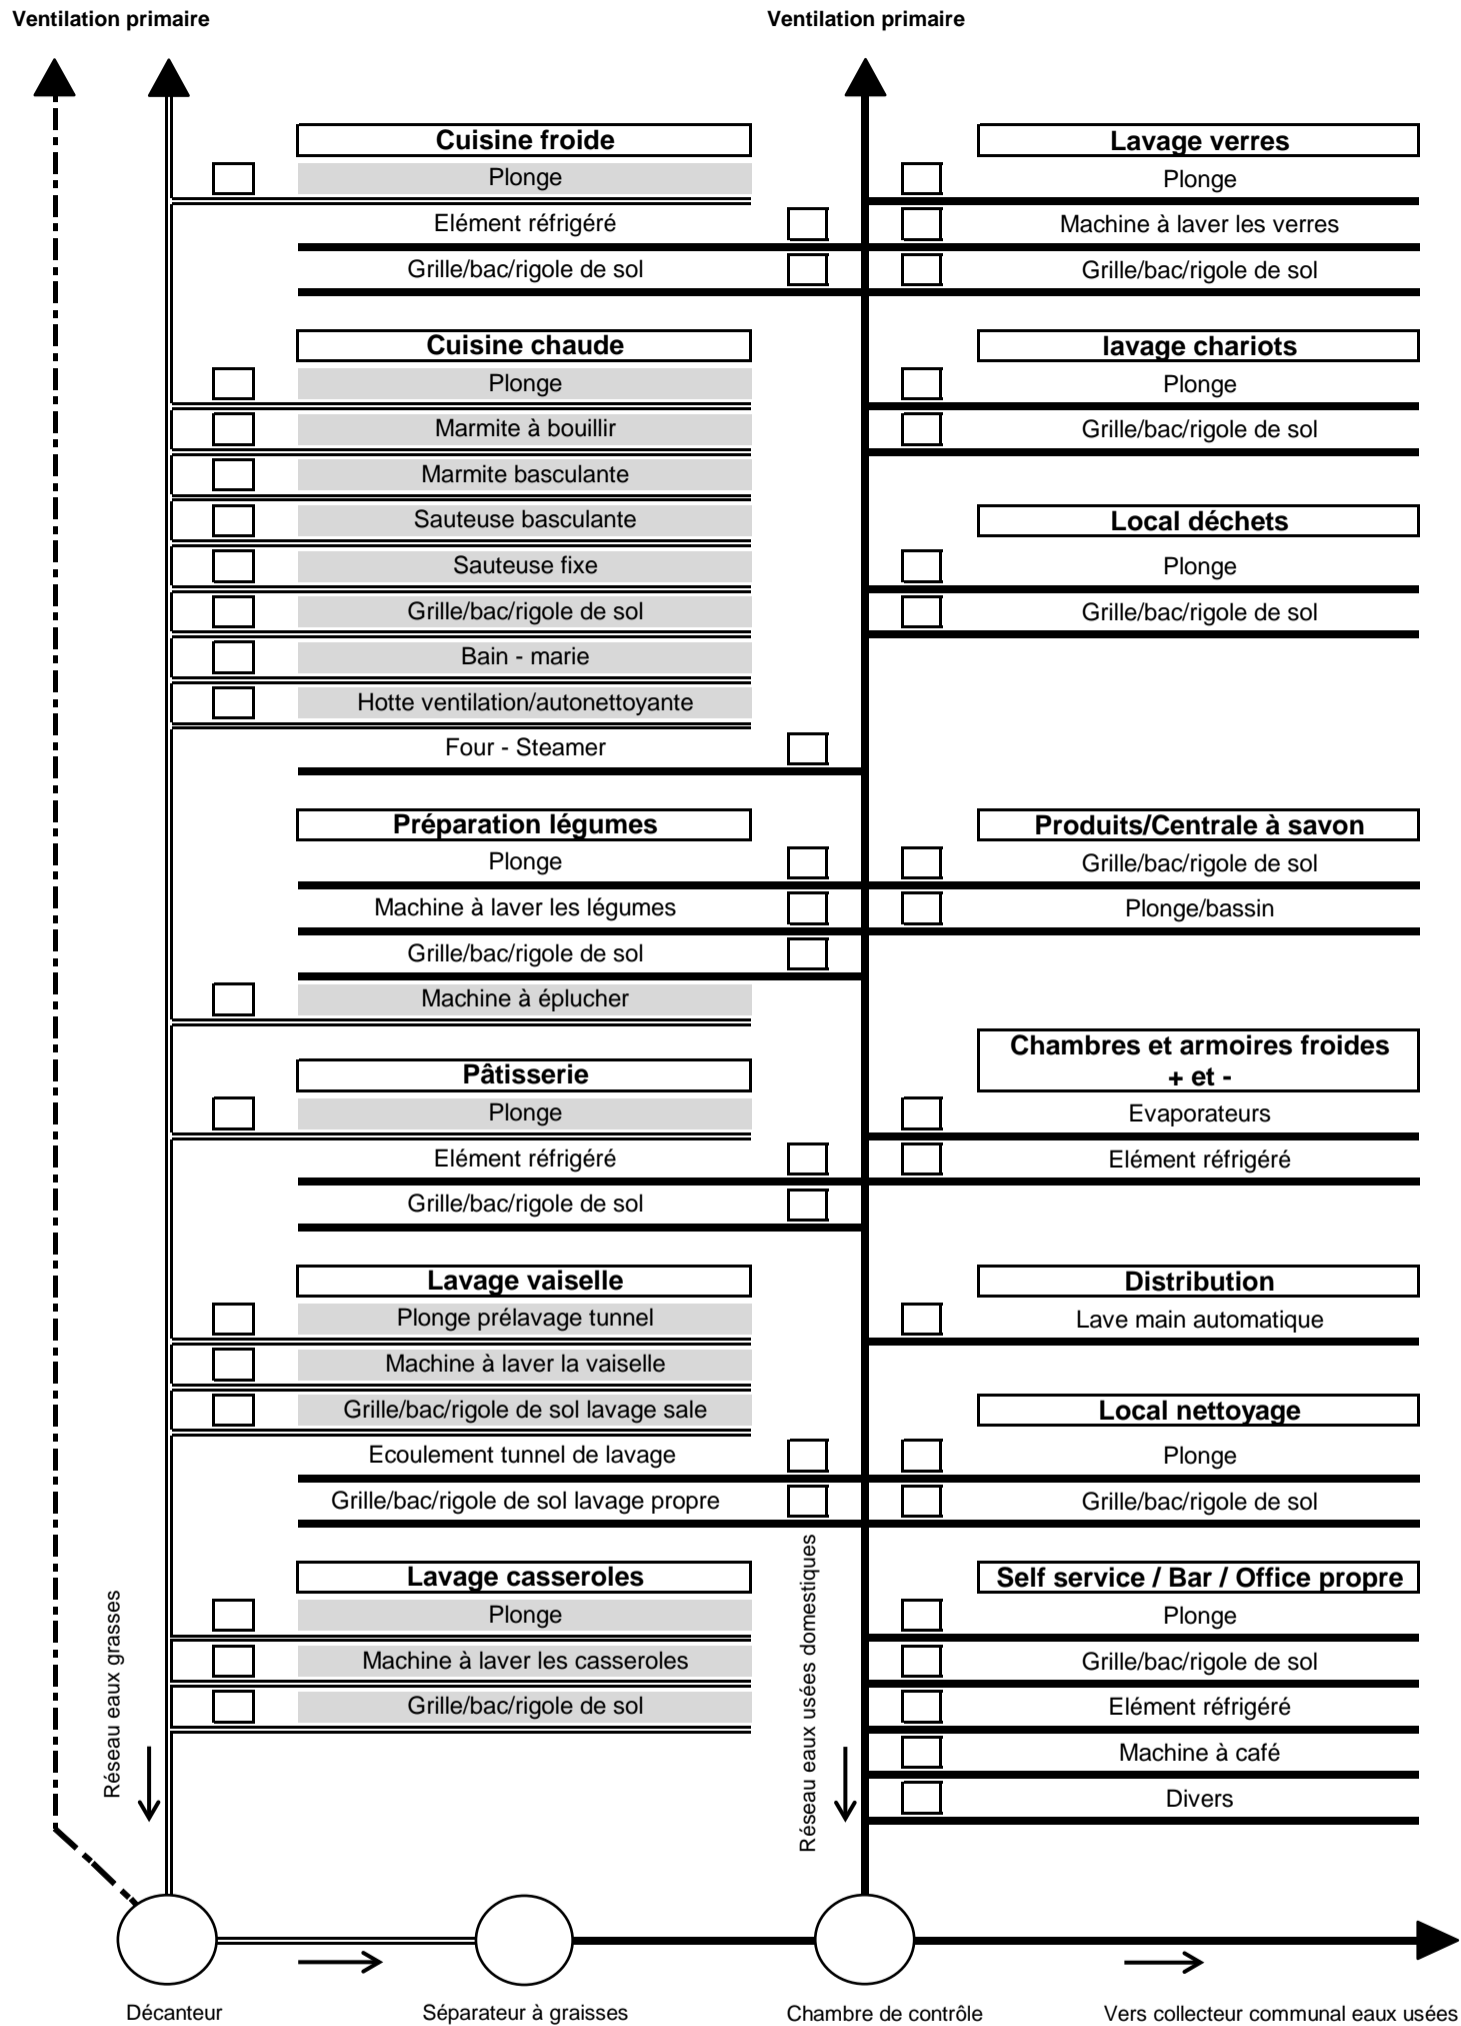 Ventilation primaire
Ventilation primaire
Cuisine froide
Plonge
Elément réfrigéré
Grille/bac/rigole de sol
Cuisine chaude
Plonge
Marmite à bouillir
Marmite basculante
Sauteuse basculante
Sauteuse fixe
Grille/bac/rigole de sol
Bain - marie
Hotte ventilation/autonettoyante
Four - Steamer
Préparation légumes
Plonge
Machine à laver les légumes
Grille/bac/rigole de sol
Machine à éplucher
Pâtisserie
Plonge
Elément réfrigéré
Grille/bac/rigole de sol
Lavage vaiselle
Plonge prélavage tunnel
Machine à laver la vaiselle
Grille/bac/rigole de sol lavage sale
Ecoulement tunnel de lavage
Grille/bac/rigole de sol lavage propre
Lavage casseroles
Plonge
Machine à laver les casseroles
Grille/bac/rigole de sol
Lavage verres
Plonge
Machine à laver les verres
Grille/bac/rigole de sol
lavage chariots
Plonge
Grille/bac/rigole de sol
Local déchets
Plonge
Grille/bac/rigole de sol
Produits/Centrale à savon
Grille/bac/rigole de sol
Plonge/bassin
Chambres et armoires froides
+ et -
Evaporateurs
Elément réfrigéré
Distribution
Lave main automatique
Local nettoyage
Plonge
Grille/bac/rigole de sol
Self service / Bar / Office propre
Plonge
Grille/bac/rigole de sol
Elément réfrigéré
Machine à café
Divers
Réseau eaux grasses
Réseau eaux usées domestiques
Décanteur
Séparateur à graisses
Chambre de contrôle
Vers collecteur communal eaux usées